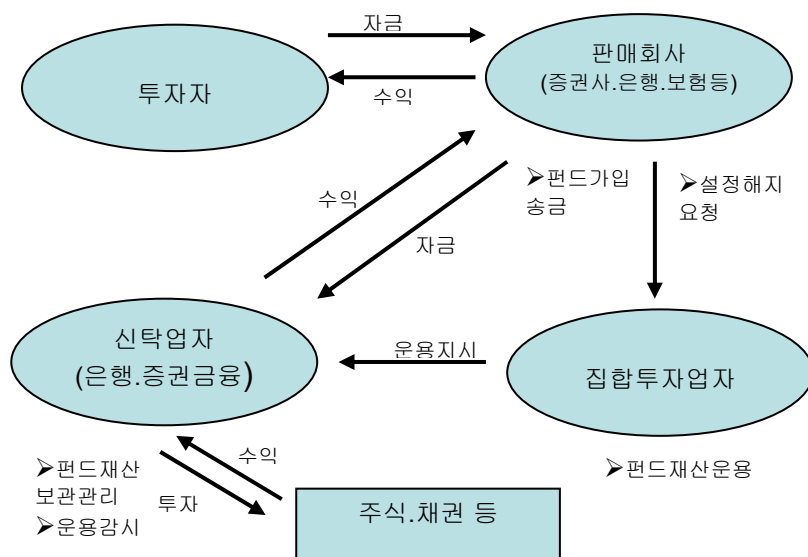 자금
투자자
판매회사
(증권사.은행.보험등)
수익
➢펀드가입
송금
➢설정해지
요청
수익
자금
신탁업자
(은행.증권금융)
운용지시
집합투자업자
➢펀드재산
보관관리
➢운용감시
수익
투자
➢펀드재산운용
주식.채권 등